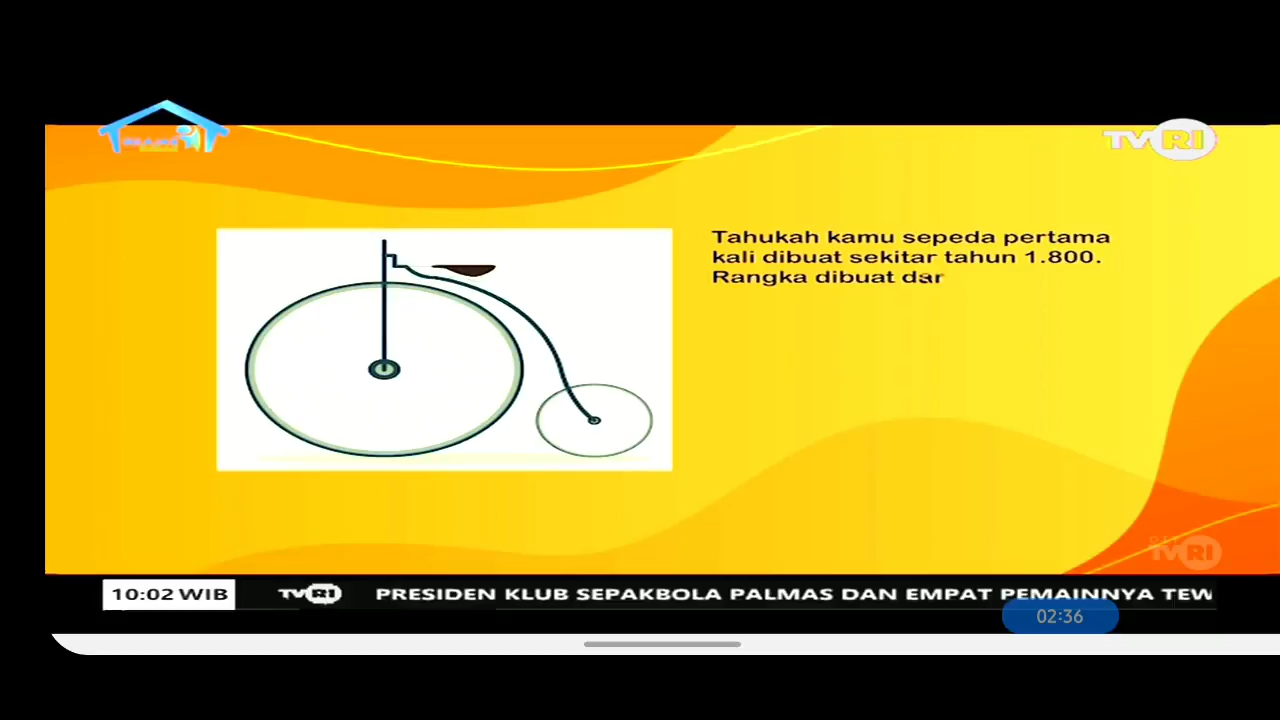 TVRI
Tahukah kamu sepeda pertama
kali dibuat sekitar tahun 1.800.
Rangka dibuat dar
TVRI
10:02 WIB
TVRI
PRESIDEN KLUB SEPAKBOLA PALMAS DAN EMPAT PEMAINNYA TEW
02:36